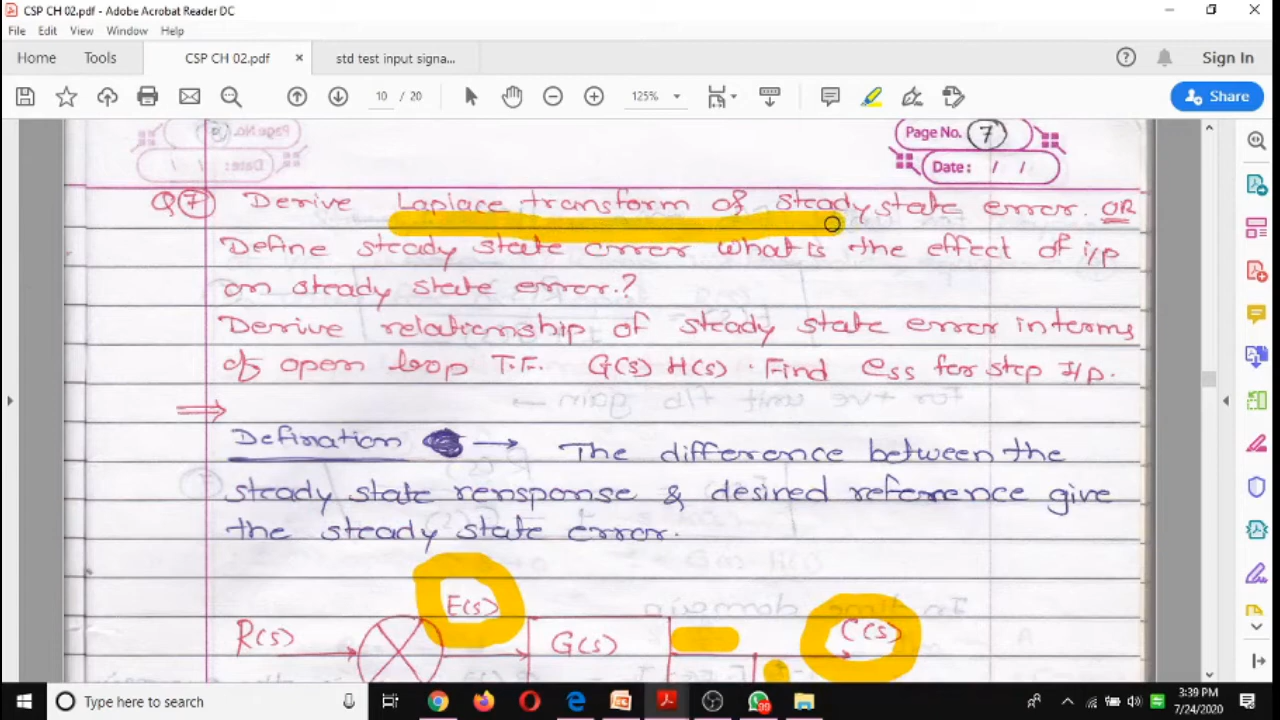 CSP CH 02.pdf - Adobe Acrobat Reader DC
File Edit View Window Help
Home Tools CSP CH 02.pdf × std test input signa... Sign In
10 / 20 125% Share
Page No. 7
Date: / /
Q7 Derive Laplace transform of steady state error. OR
Define steady state error what is the effect of i/p
on steady state error.?
Derive relationship of steady state error in terms
of open loop T.F. G(s) H(s). Find ess for step I/p.
⇒
Defination → The difference between the
steady state rensponse & desired reference give
the steady state error.
E(s)
R(s) G(s) C(s)
Type here to search
3:39 PM
7/24/2020